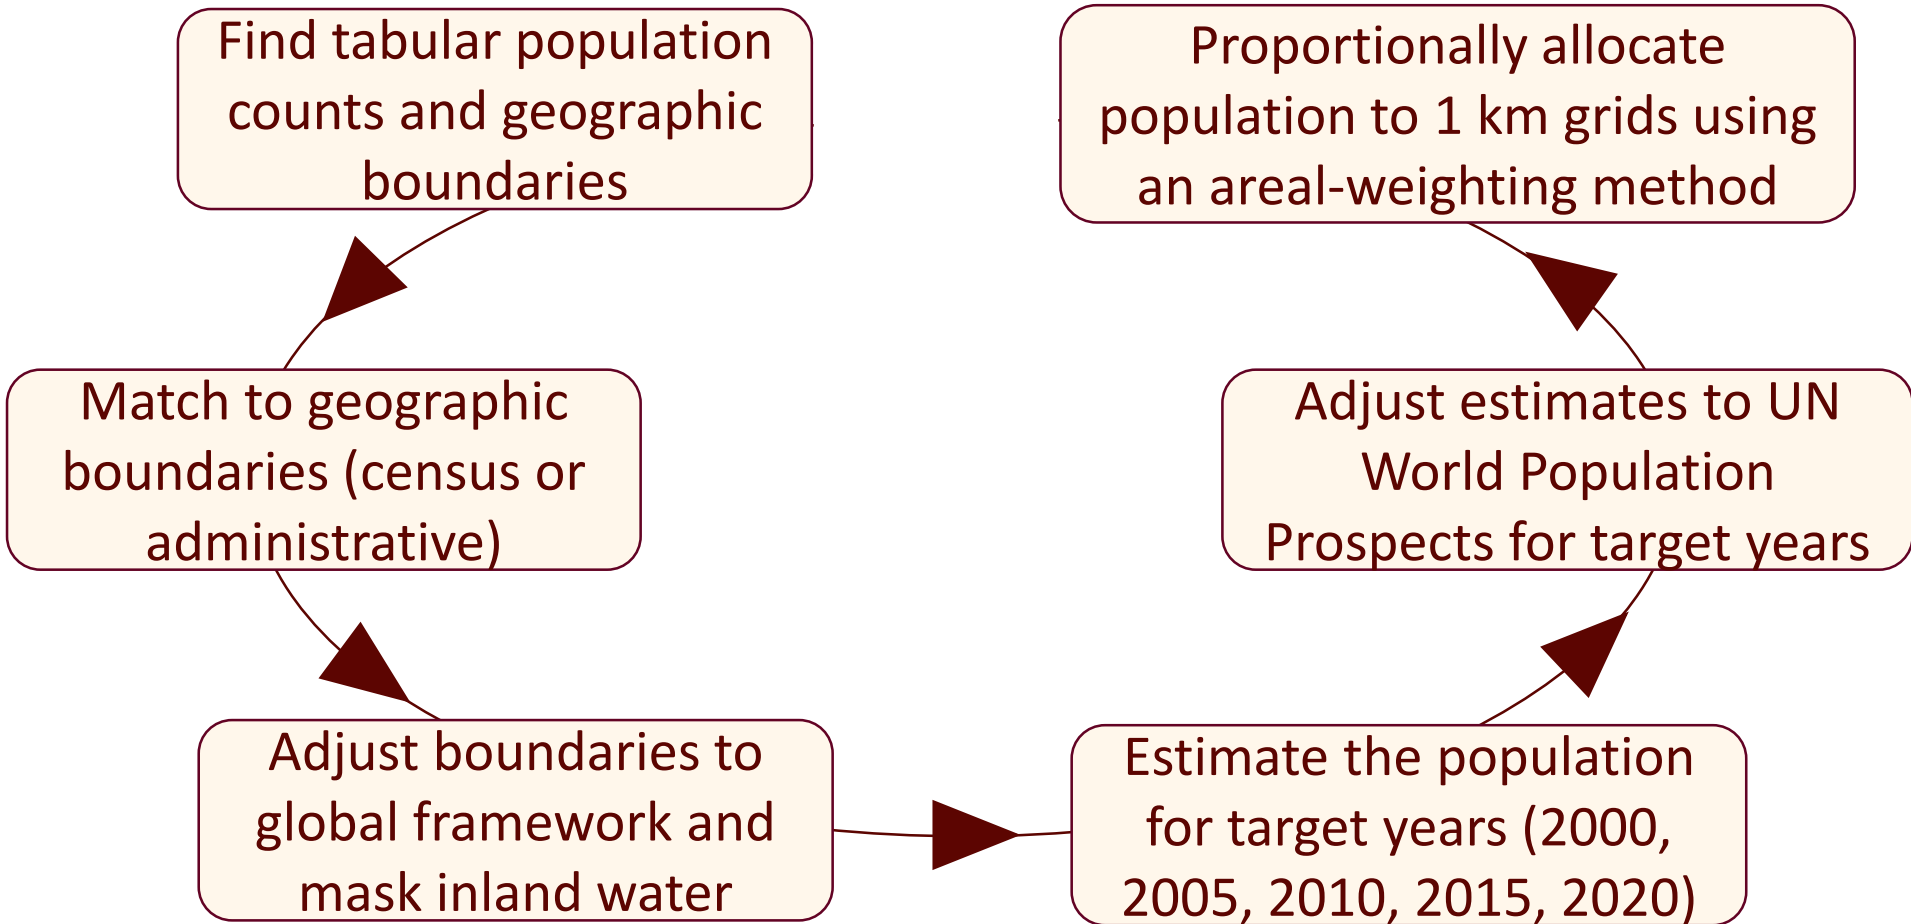 Find tabular population
counts and geographic
boundaries
Match to geographic
boundaries (census or
administrative)
Adjust boundaries to
global framework and
mask inland water
Estimate the population
for target years (2000,
2005, 2010, 2015, 2020)
Adjust estimates to UN
World Population
Prospects for target years
Proportionally allocate
population to 1 km grids using
an areal-weighting method